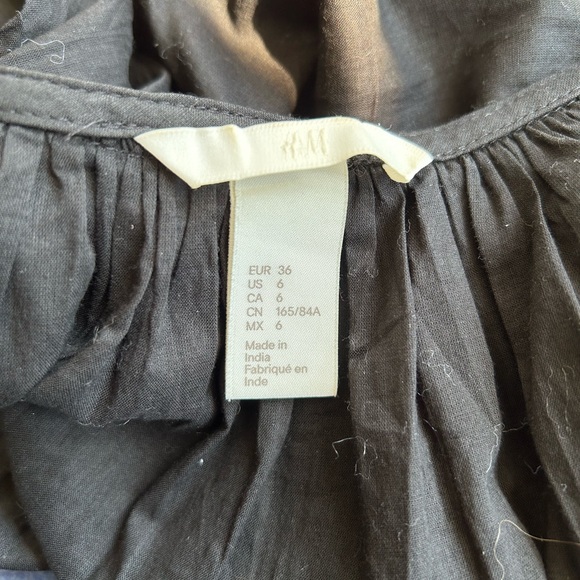 H&M
EUR 36
US 6
CA 6
CN 165/84A
MX 6
Made in
India
Fabriqué en
Inde